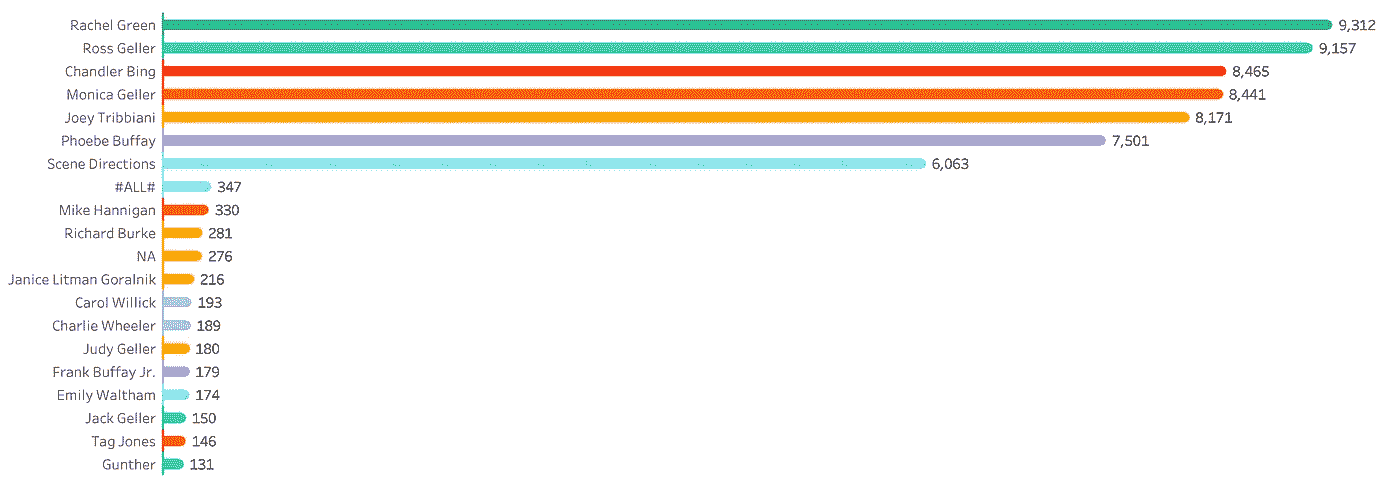 Rachel Green 9,312
Ross Geller 9,157
Chandler Bing 8,465
Monica Geller 8,441
Joey Tribbiani 8,171
Phoebe Buffay 7,501
Scene Directions 6,063
#ALL# 347
Mike Hannigan 330
Richard Burke 281
NA 276
Janice Litman Goralnik 216
Carol Willick 193
Charlie Wheeler 189
Judy Geller 180
Frank Buffay Jr. 179
Emily Waltham 174
Jack Geller 150
Tag Jones 146
Gunther 131